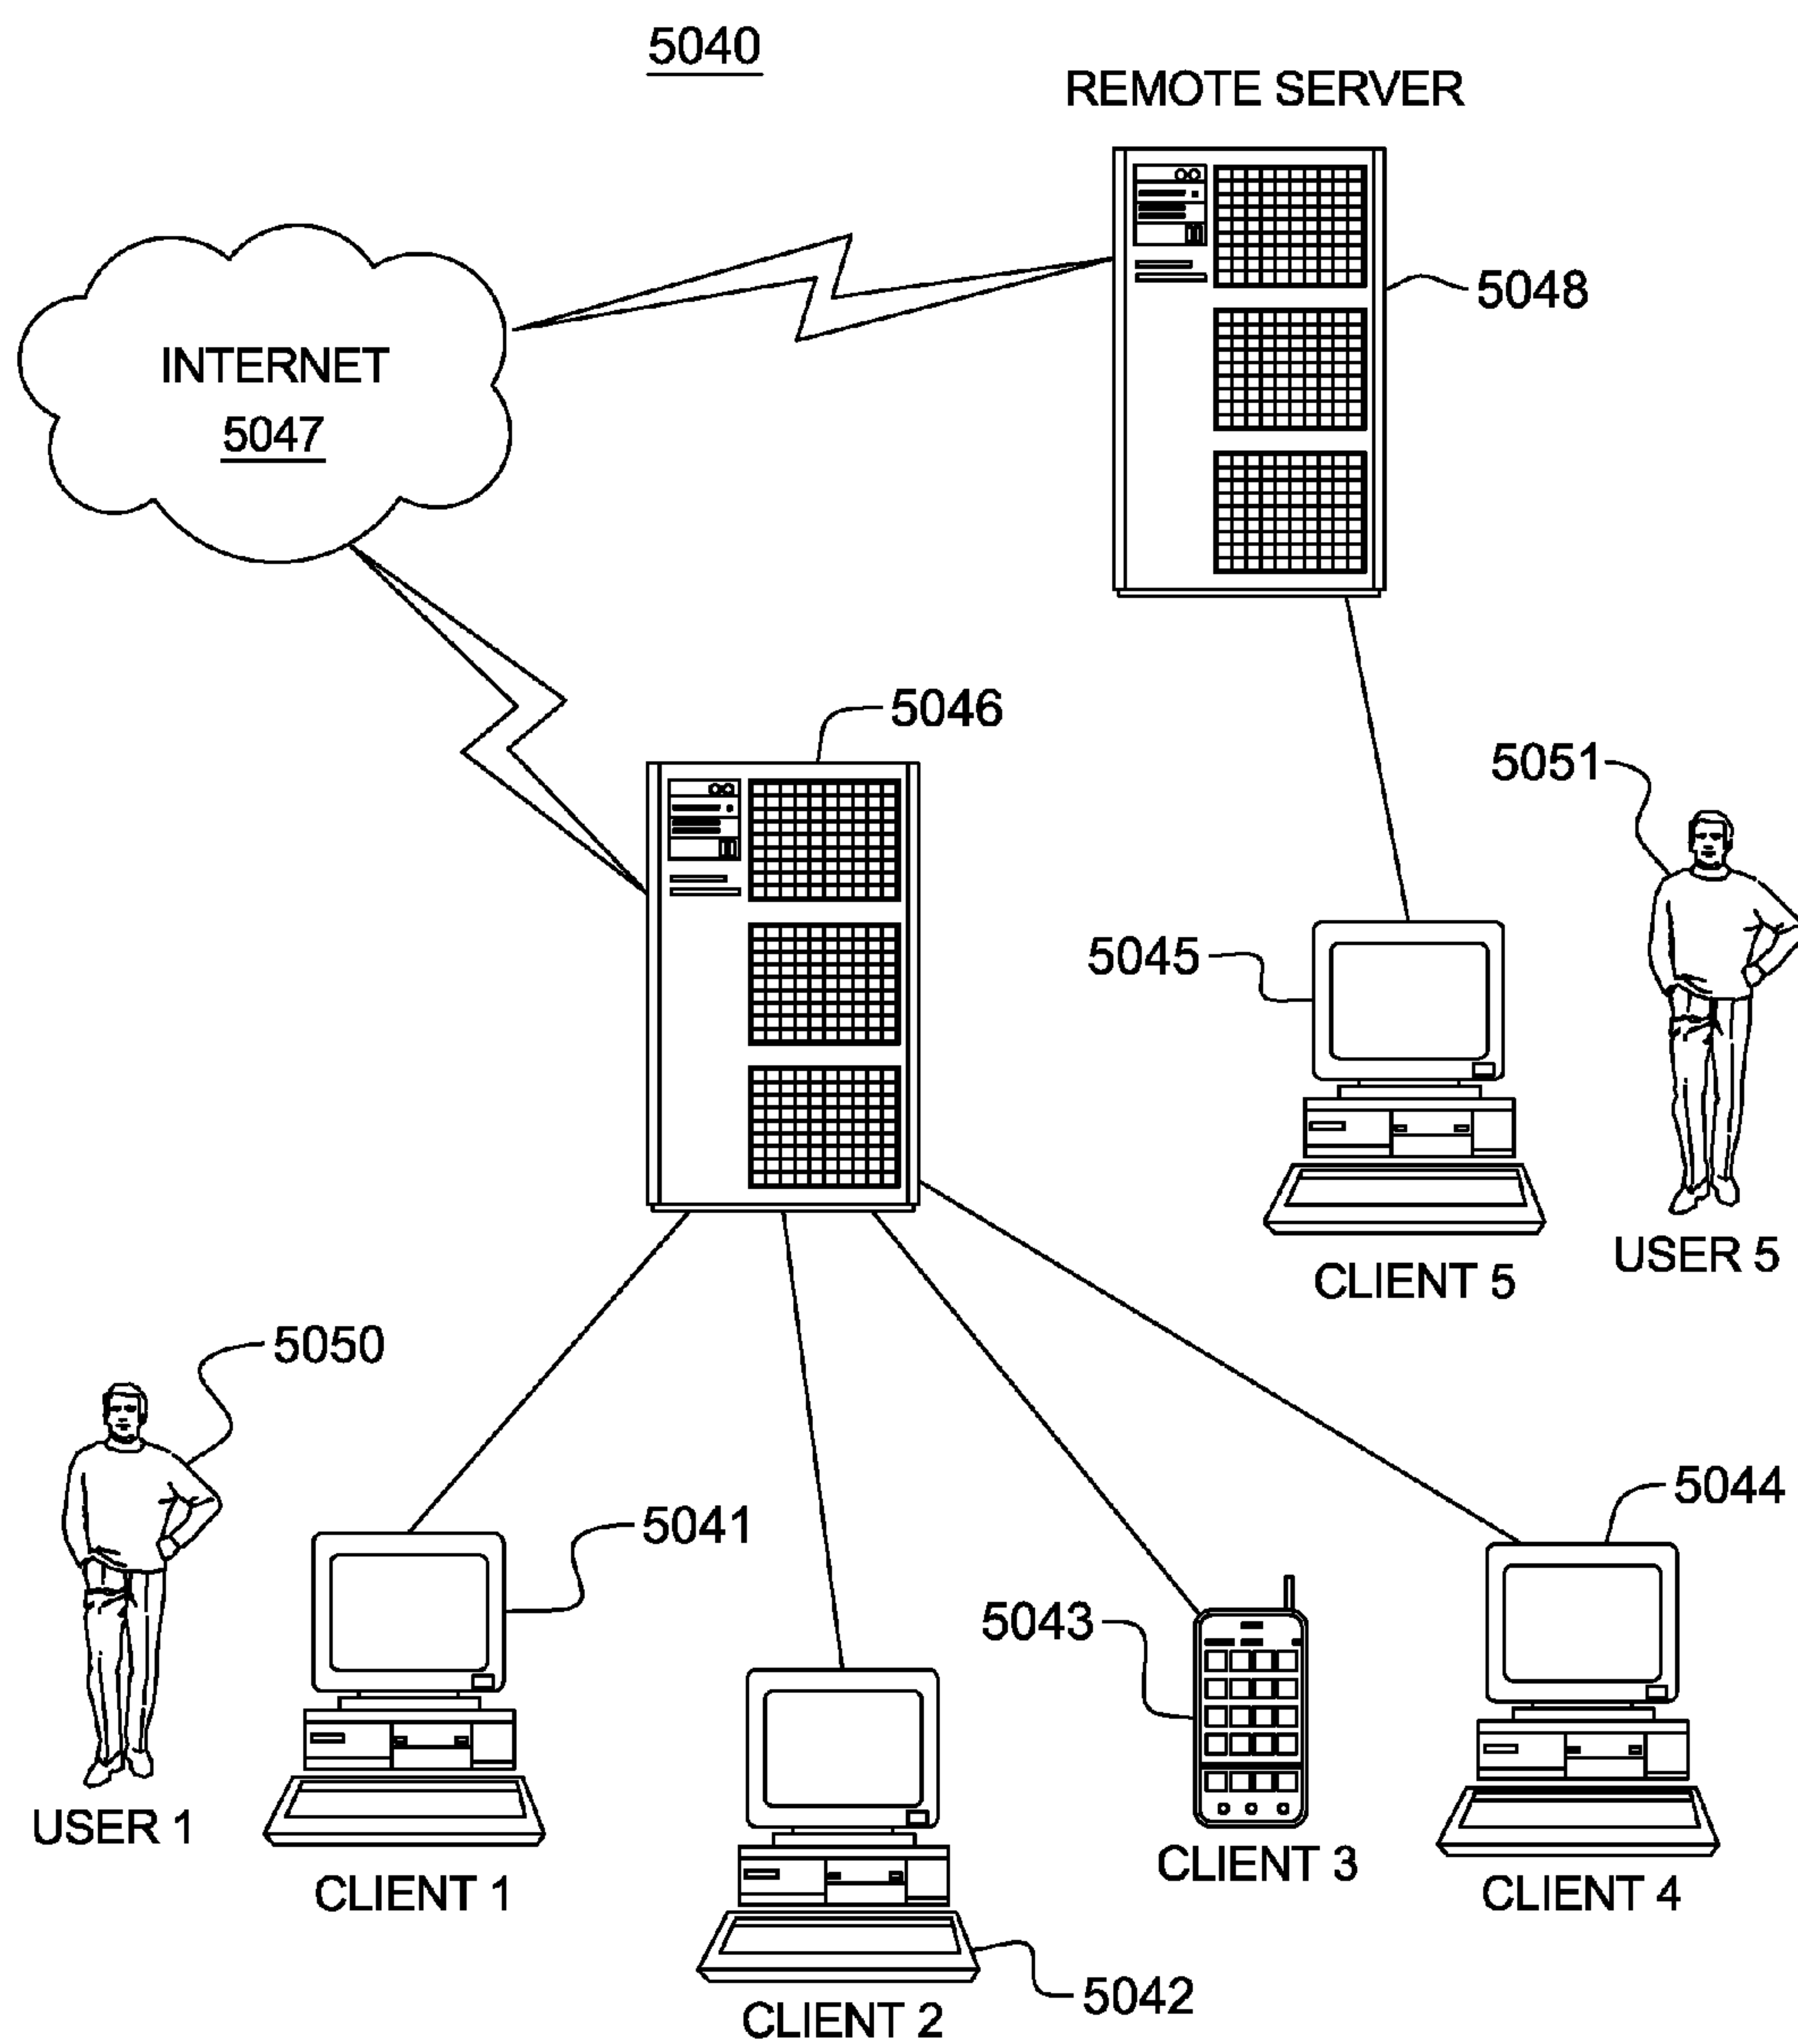 5040
REMOTE SERVER
5048
INTERNET
5047
5046
5051
5045
USER 5
CLIENT 5
5050
5044
5041
5043
USER 1
CLIENT 3
CLIENT 1
CLIENT 4
5042
CLIENT 2